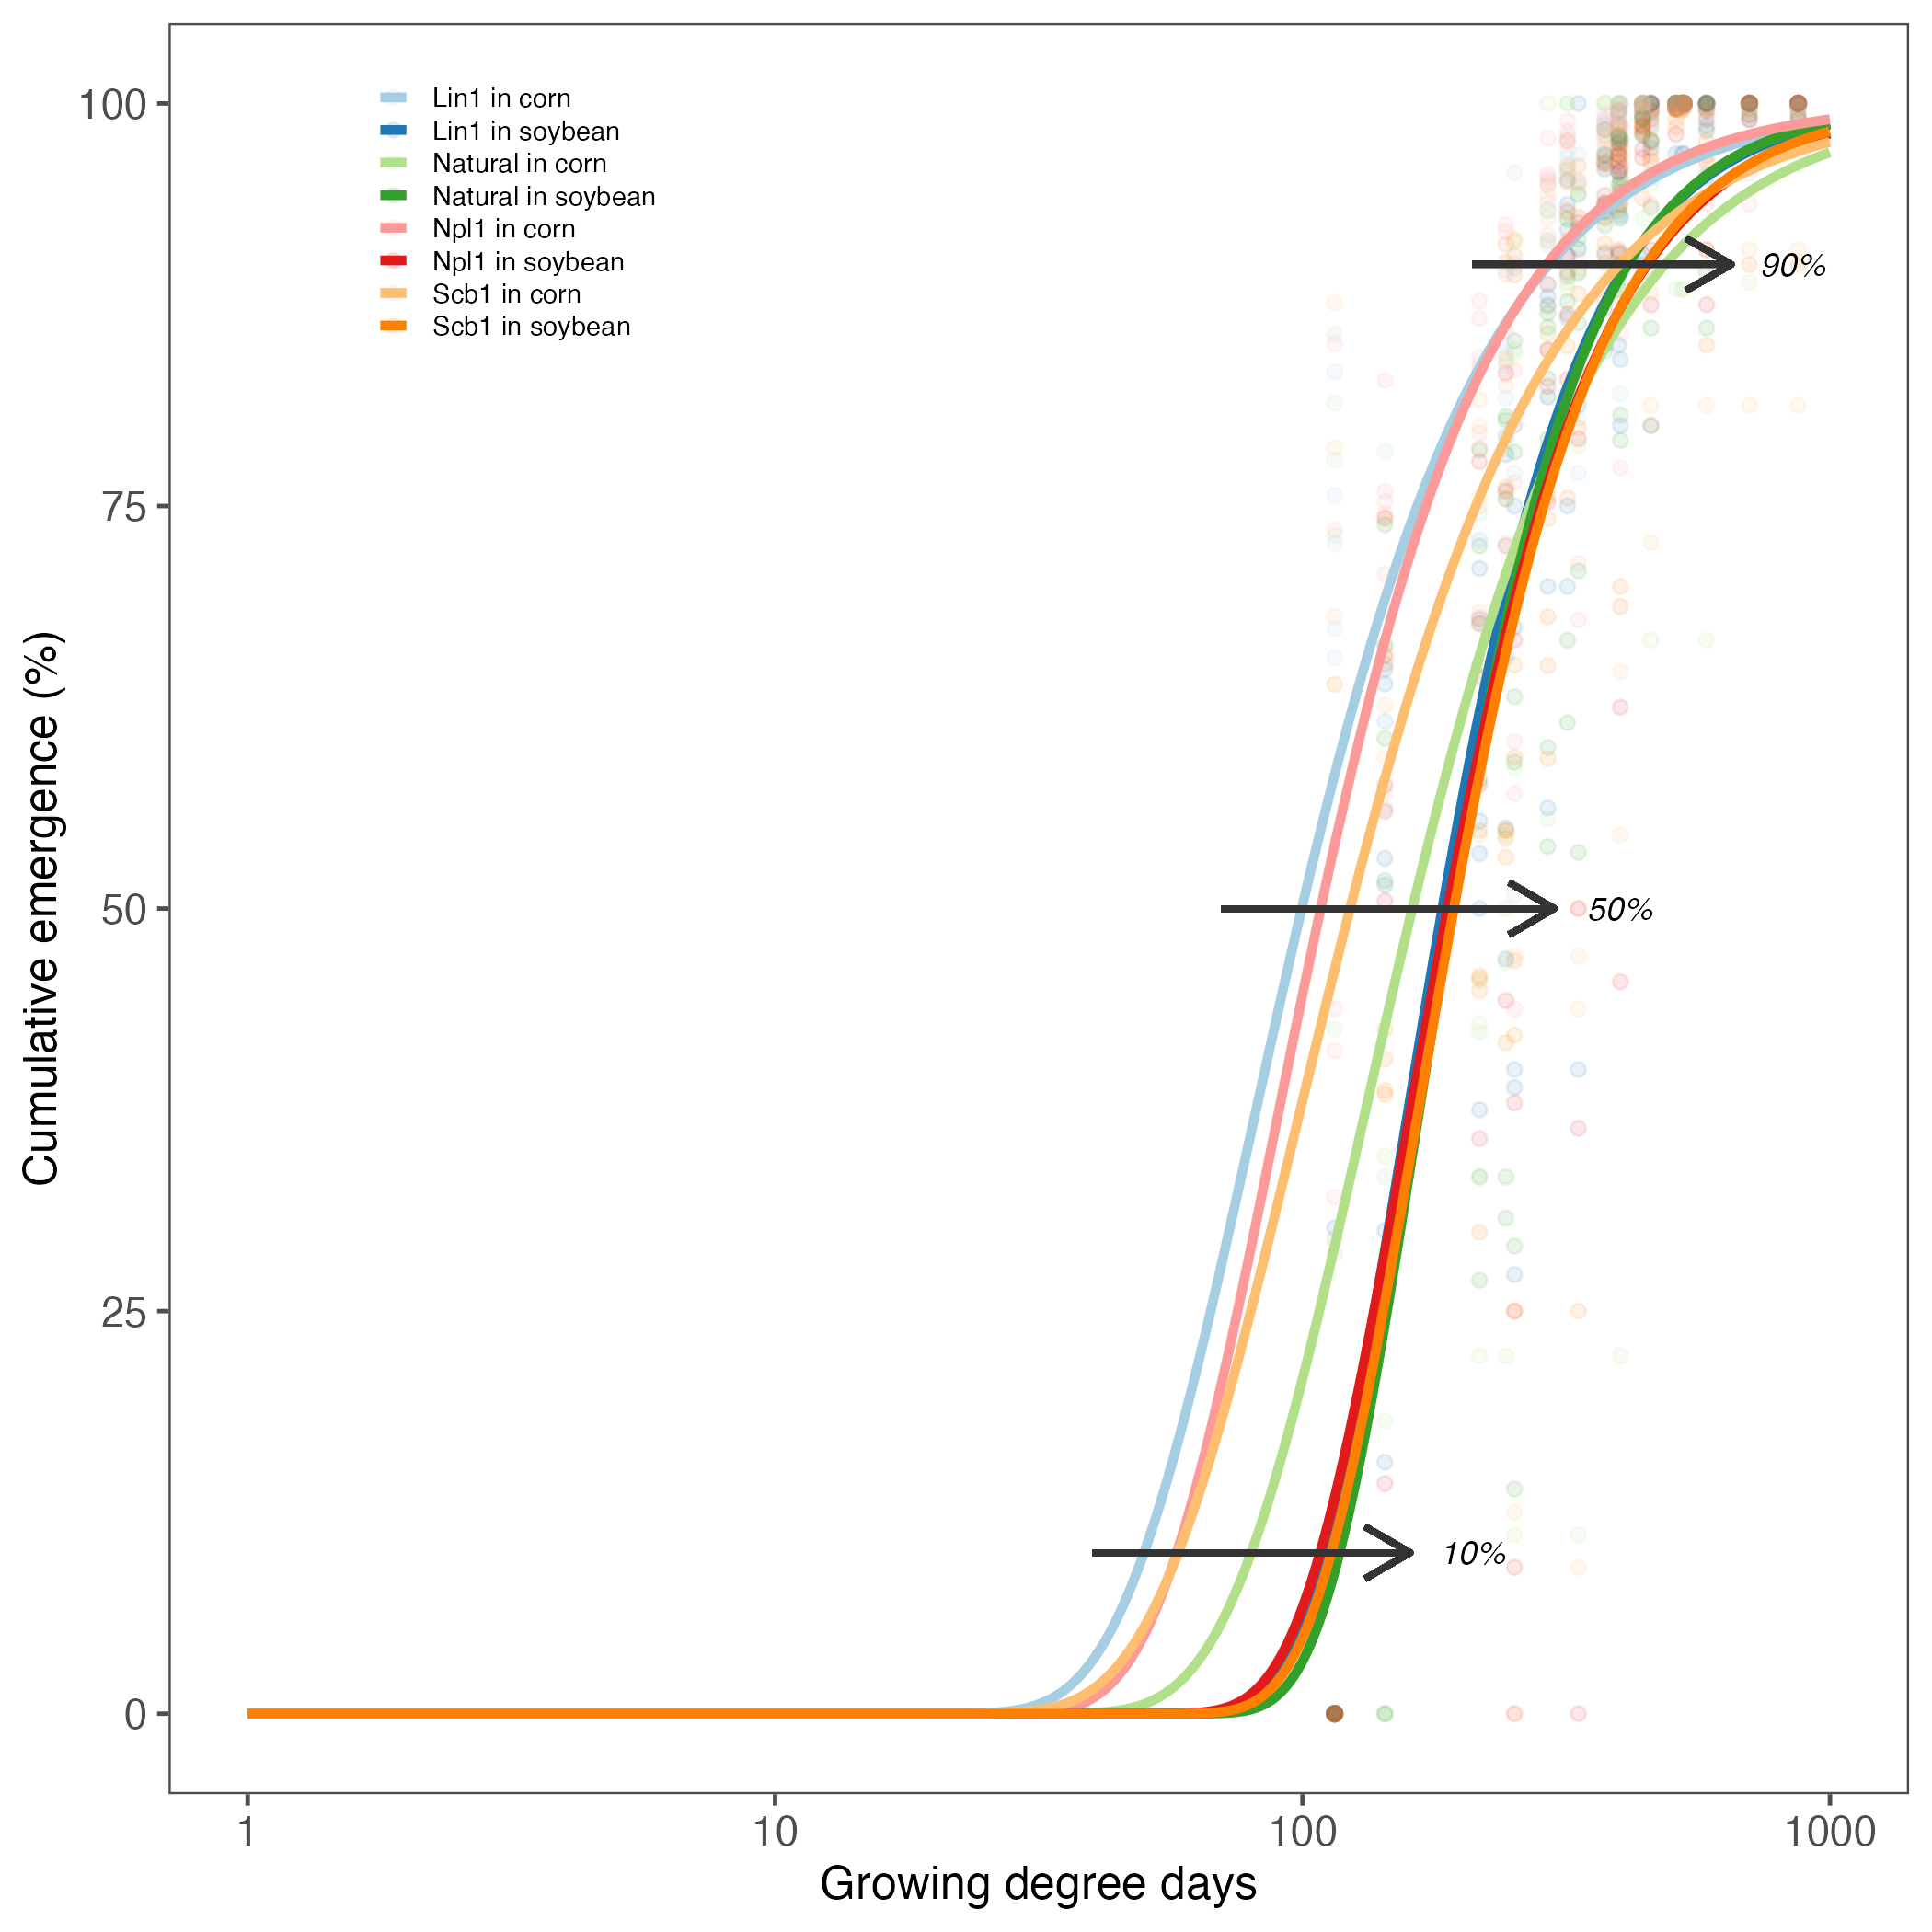 Lin1 in corn
Lin1 in soybean
Natural in corn
Natural in soybean
Npl1 in corn
Npl1 in soybean
Scb1 in corn
Scb1 in soybean
100
75
50
25
0
90%
50%
10%
1
10
100
1000
Growing degree days
Cumulative emergence (%)